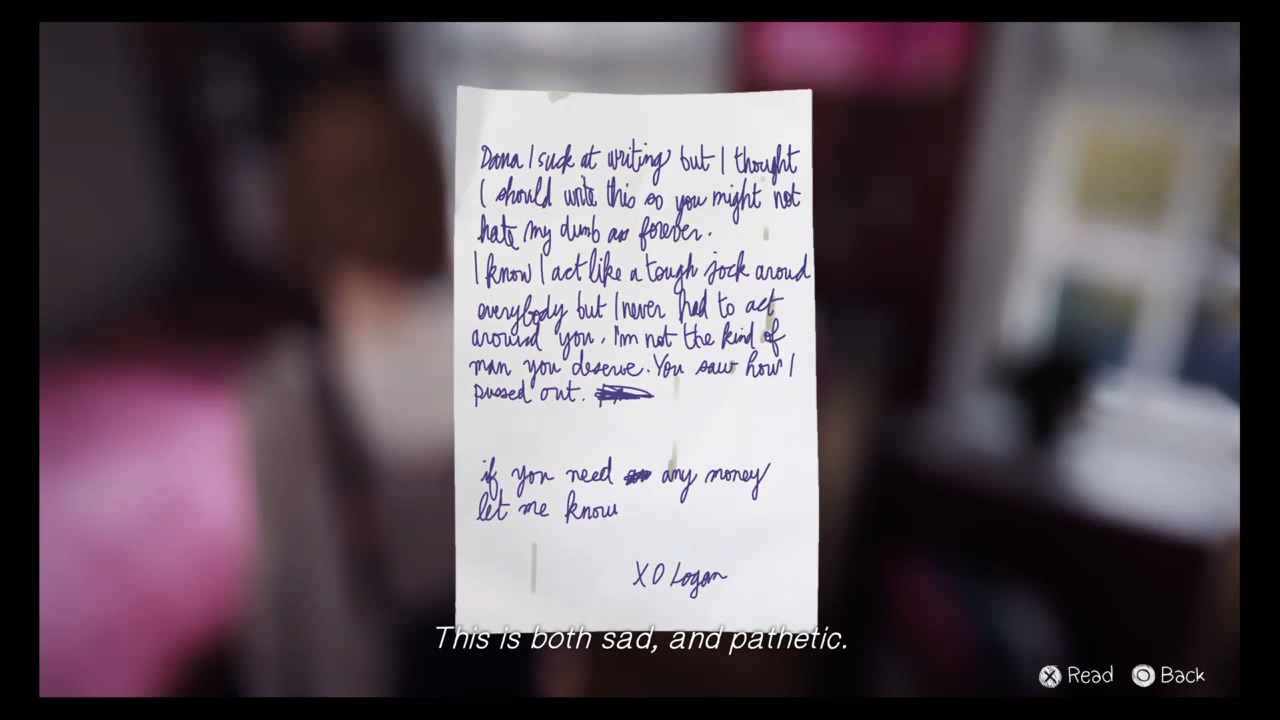 Dana I suck at writing but I thought
I should write this so you might not
hate my dumb ass forever.
I know I act like a tough jock aroud
everybody but I never had to act
around you. I'm not the kind of
man you deserve. You saw how I
pussed out.
if you need any money
let me know
XO Logan
This is both sad, and pathetic.
Read
Back